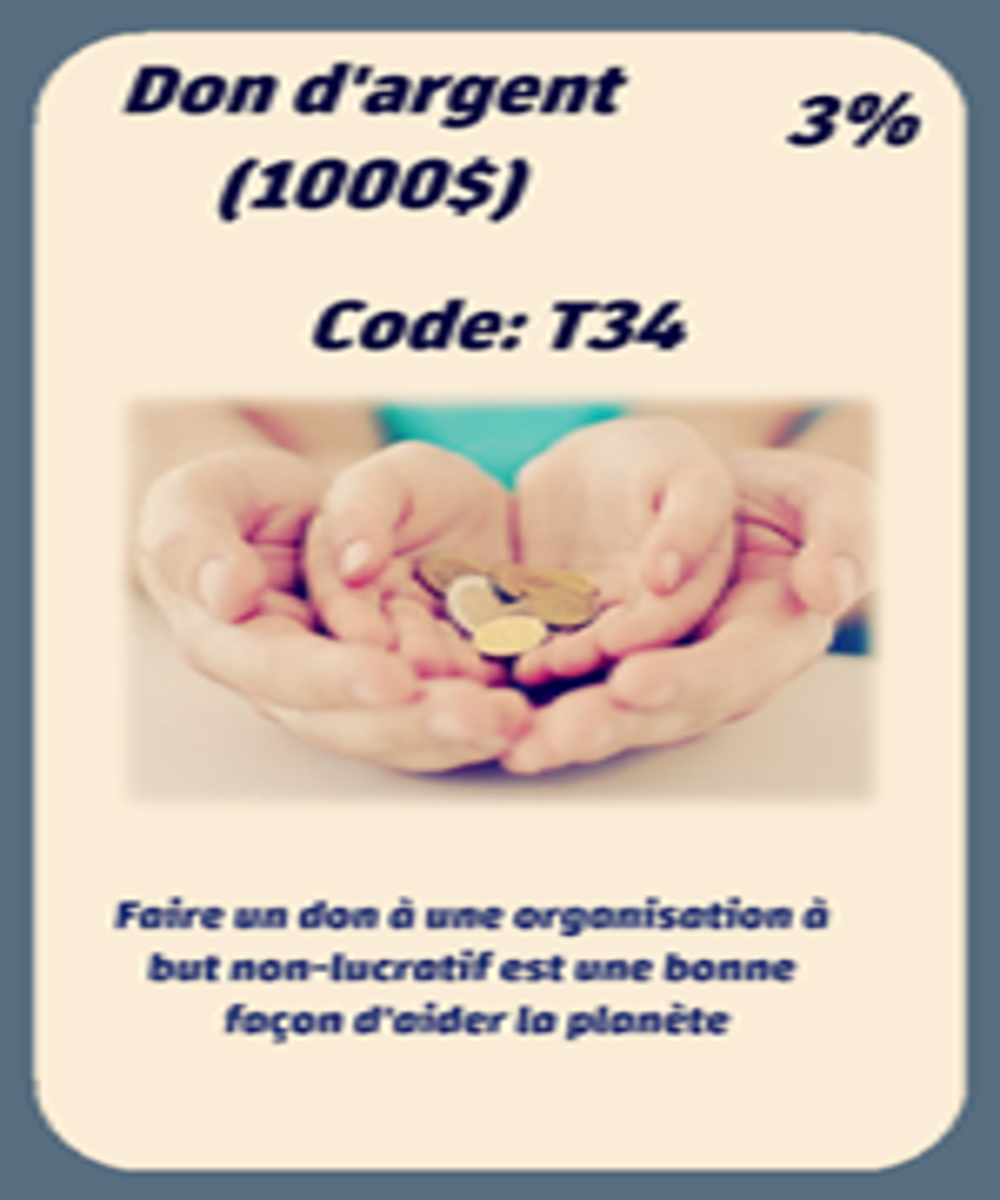 Don d'argent
(1000$)
3%
Code: T34
Faire un don à une organisation à
but non-lucratif est une bonne
façon d'aider la planète